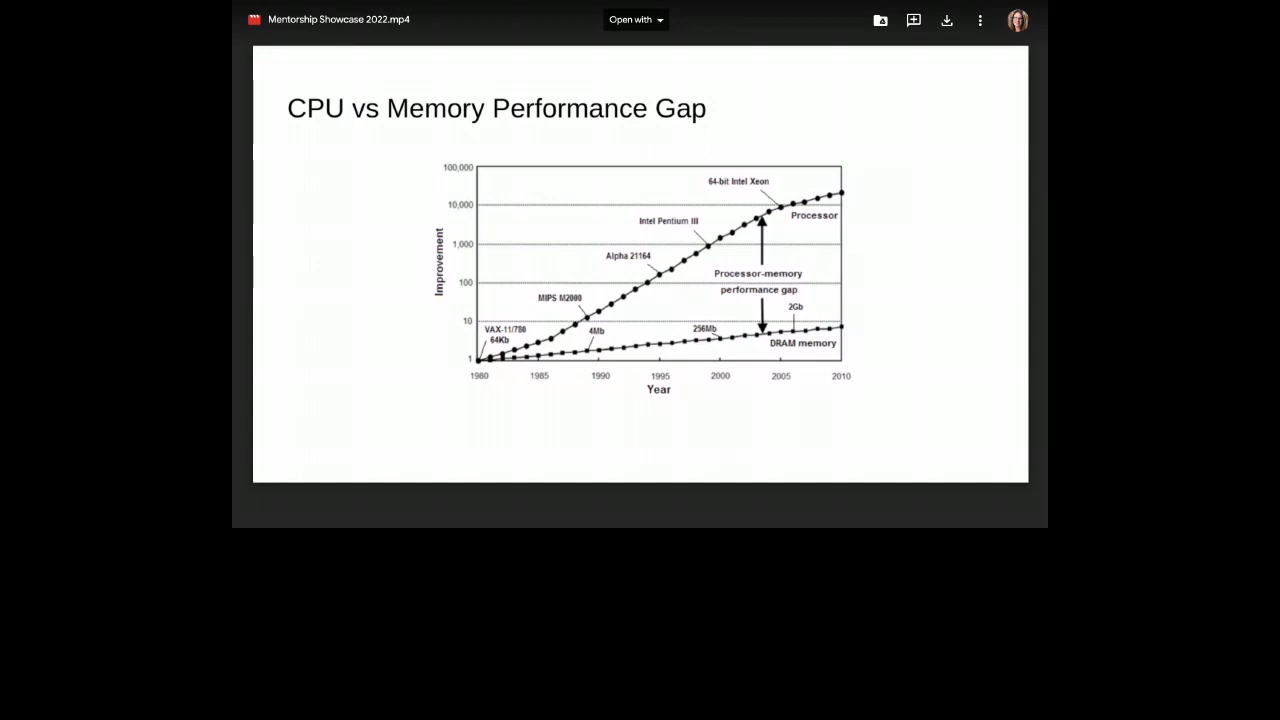 Mentorship Showcase 2022.mp4
Open with
CPU vs Memory Performance Gap
100,000
10,000
1,000
100
10
1
Improvement
64-bit Intel Xeon
Processor
Intel Pentium III
Alpha 21164
Processor-memory
performance gap
MIPS M2000
2Gb
VAX-11/780
64Kb
4Mb
256Mb
DRAM memory
1980
1985
1990
1995
2000
2005
2010
Year